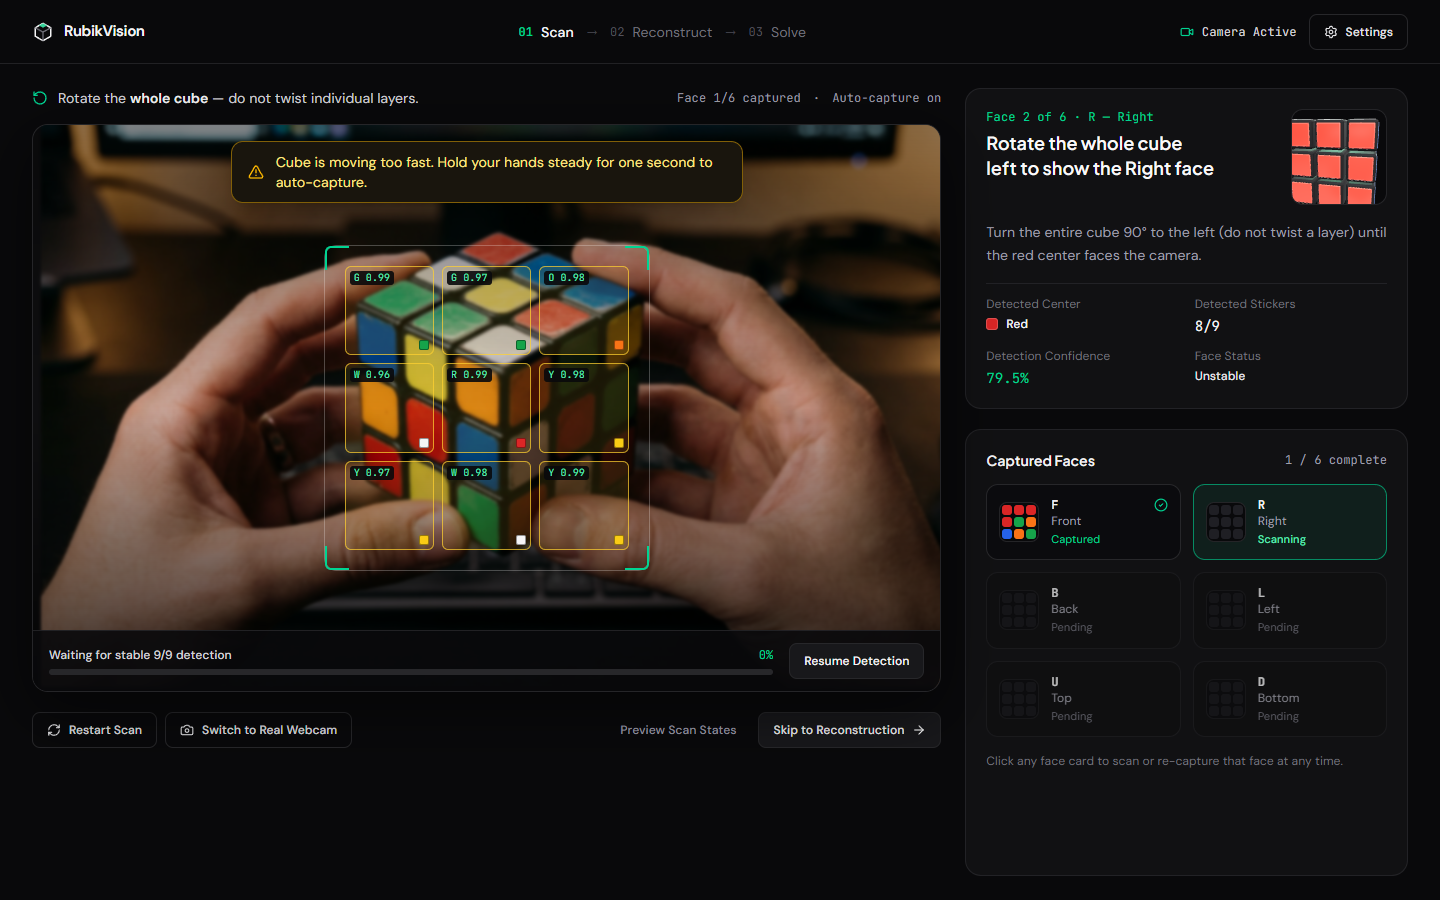 RubikVision
01 Scan → 02 Reconstruct → 03 Solve
Camera Active
Settings
Rotate the whole cube — do not twist individual layers.
Face 1/6 captured · Auto-capture on
Cube is moving too fast. Hold your hands steady for one second to
auto-capture.
G 0.99
G 0.97
O 0.98
W 0.96
R 0.99
Y 0.98
Y 0.97
W 0.98
Y 0.99
Waiting for stable 9/9 detection
0%
Resume Detection
Restart Scan
Switch to Real Webcam
Preview Scan States
Skip to Reconstruction →
Face 2 of 6 · R — Right
Rotate the whole cube
left to show the Right face
Turn the entire cube 90° to the left (do not twist a layer) until
the red center faces the camera.
Detected Center
Red
Detected Stickers
8/9
Detection Confidence
79.5%
Face Status
Unstable
Captured Faces
1 / 6 complete
F
Front
Captured
R
Right
Scanning
B
Back
Pending
L
Left
Pending
U
Top
Pending
D
Bottom
Pending
Click any face card to scan or re-capture that face at any time.